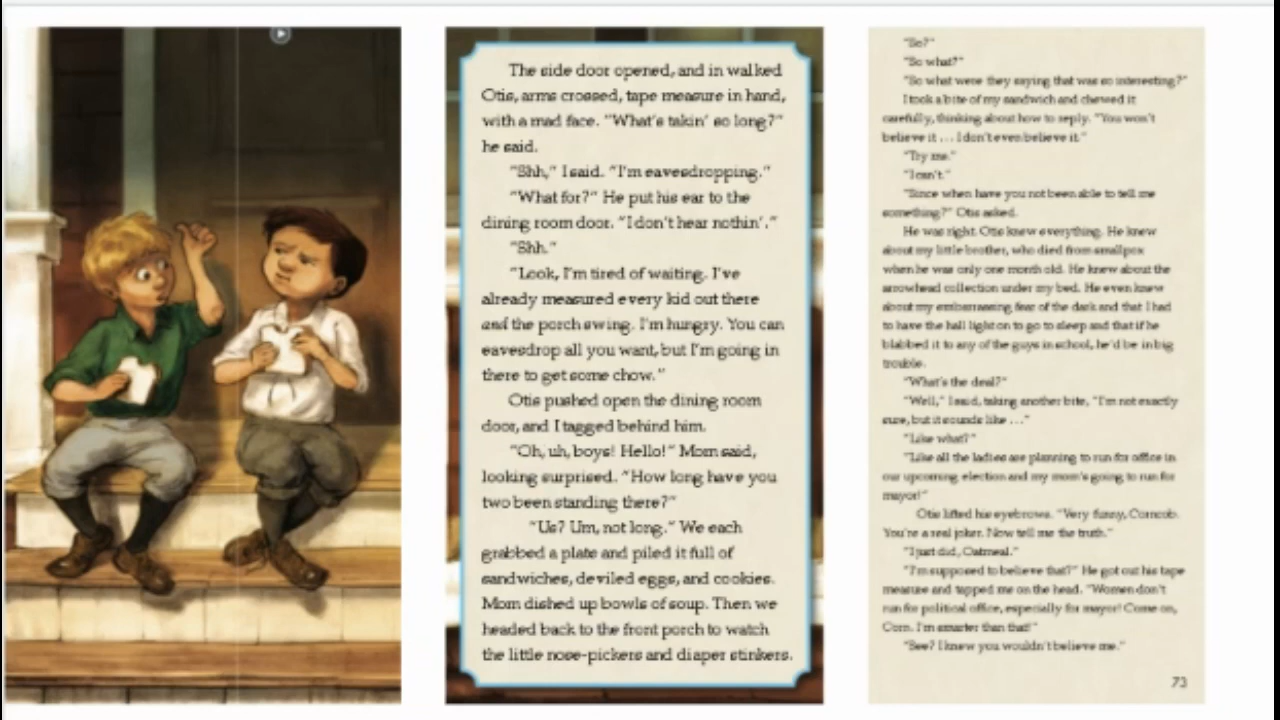 The side door opened, and in walked
Otis, arms crossed, tape measure in hand,
with a mad face. “What’s takin’ so long?”
he said.
“Shh,” I said. “I’m eavesdropping.”
“What for?” He put his ear to the
dining room door. “I don’t hear nothin’.”
“Shh.”
“Look, I’m tired of waiting. I’ve
already measured every kid out there
and the porch swing. I’m hungry. You can
eavesdrop all you want, but I’m going in
there to get some chow.”
Otis pushed open the dining room
door, and I tagged behind him.
“Oh, uh, boys! Hello!” Mom said,
looking surprised. “How long have you
two been standing there?”
“Us? Um, not long.” We each
grabbed a plate and piled it full of
sandwiches, deviled eggs, and cookies.
Mom dished up bowls of soup. Then we
headed back to the front porch to watch
the little nose-pickers and diaper stinkers.
“So?”
“So what?”
“So what were they saying that was so interesting?”
I took a bite of my sandwich and chewed it
carefully, thinking about how to reply. “You won’t
believe it ... I don’t even believe it.”
“Try me.”
“I can’t.”
“Since when have you not been able to tell me
something?” Otis asked.
He was right. Otis knew everything. He knew
about my little brother, who died from smallpox
when he was only one month old. He knew about the
arrowhead collection under my bed. He even knew
about my embarrassing fear of the dark and that I had
to have the hall light on to go to sleep and that if he
blabbed it to any of the guys in school, he’d be in big
trouble.
“What’s the deal?”
“Well,” I said, taking another bite, “I’m not exactly
sure, but it sounds like ...”
“Like what?”
“Like all the ladies are planning to run for office in
our upcoming election and my mom’s going to run for
mayor!”
Otis lifted his eyebrows. “Very funny, Corncob.
You’re a real joker. Now tell me the truth.”
“I just did, Oatmeal.”
“I’m supposed to believe that?” He got out his tape
measure and tapped me on the head. “Women don’t
run for political office, especially for mayor! Come on,
Corn. I’m smarter than that!”
“See? I knew you wouldn’t believe me.”
73